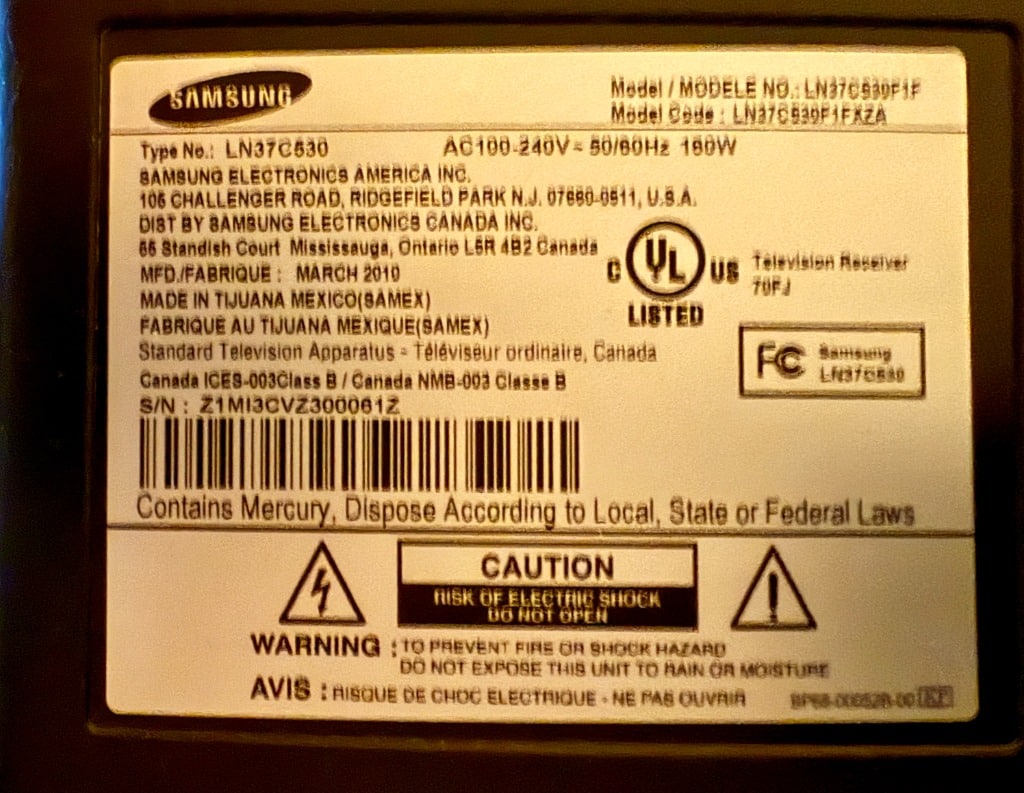 SAMSUNG
Model / MODELE NO.: LN37C530F1F
Model Code : LN37C530F1FXZA
Type No.: LN37C530 AC100-240V~ 50/60Hz 160W
SAMSUNG ELECTRONICS AMERICA INC.
105 CHALLENGER ROAD, RIDGEFIELD PARK N.J. 07660-0511, U.S.A.
DIST BY SAMSUNG ELECTRONICS CANADA INC.
55 Standish Court Mississauga, Ontario L5R 4B2 Canada
MFD./FABRIQUE : MARCH 2010
MADE IN TIJUANA MEXICO(SAMEX)
FABRIQUE AU TIJUANA MEXIQUE(SAMEX)
Standard Television Apparatus - Téléviseur ordinaire, Canada
Canada ICES-003Class B / Canada NMB-003 Classe B
S/N : Z1MI3CVZ300061Z
C UL US
LISTED
Television Receiver
70FJ
FC Samsung
LN37C530
Contains Mercury, Dispose According to Local, State or Federal Laws
CAUTION
RISK OF ELECTRIC SHOCK
DO NOT OPEN
WARNING : TO PREVENT FIRE OR SHOCK HAZARD
DO NOT EXPOSE THIS UNIT TO RAIN OR MOISTURE
AVIS : RISQUE DE CHOC ELECTRIQUE - NE PAS OUVRIR